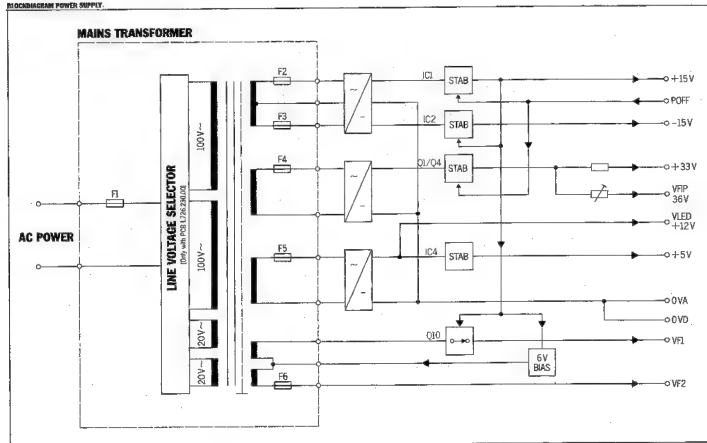 BLOCKDIAGRAM POWER SUPPLY
MAINS TRANSFORMER
F1
AC POWER
LINE VOLTAGE SELECTOR
100V~
100V~
20V~
20V~
F2
F3
F4
F5
F6
~
–
~
–
~
–
IC1
STAB
IC2
STAB
Q1/Q4
STAB
IC4
STAB
Q10
6V
BIAS
+15V
POFF
-15V
+33V
VFIP
36V
VLED
+12V
+5V
0VA
0VD
VF1
VF2